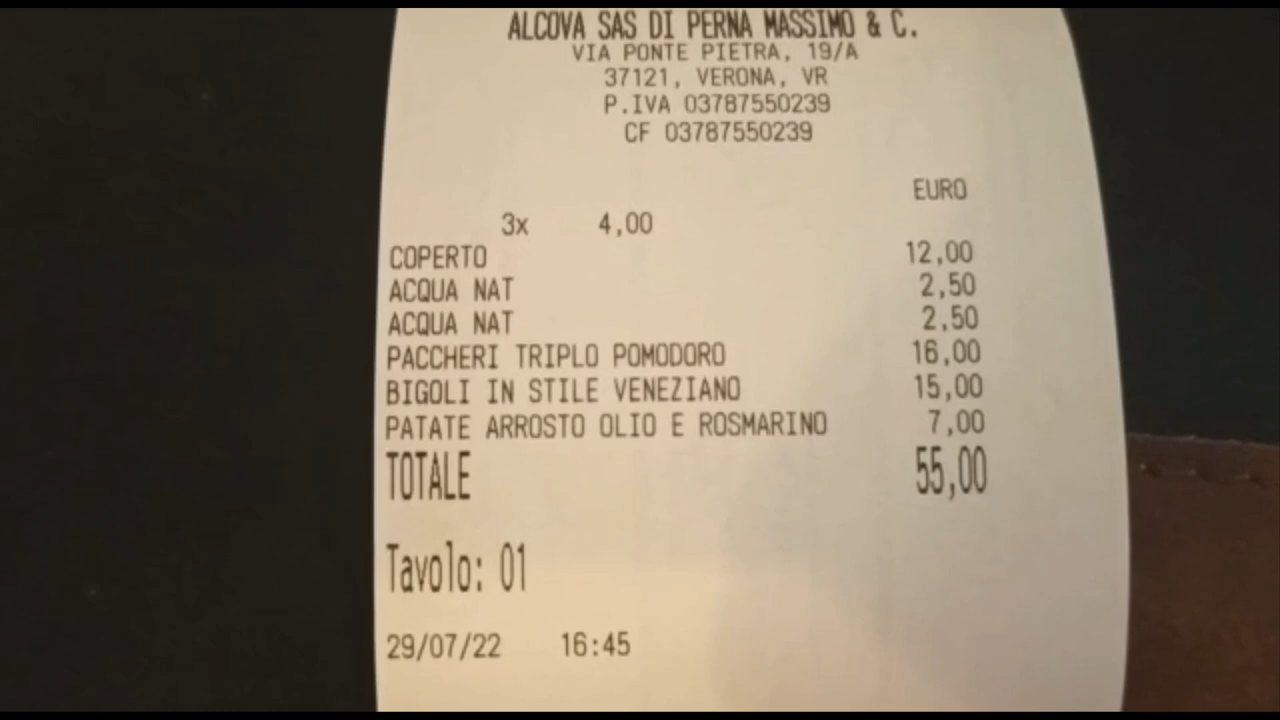 ALCOVA SAS DI PERNA MASSIMO & C.
VIA PONTE PIETRA, 19/A
37121, VERONA, VR
P.IVA 03787550239
CF 03787550239
EURO
3x 4,00
COPERTO 12,00
ACQUA NAT 2,50
ACQUA NAT 2,50
PACCHERI TRIPLO POMODORO 16,00
BIGOLI IN STILE VENEZIANO 15,00
PATATE ARROSTO OLIO E ROSMARINO 7,00
TOTALE 55,00
Tavolo: 01
29/07/22 16:45